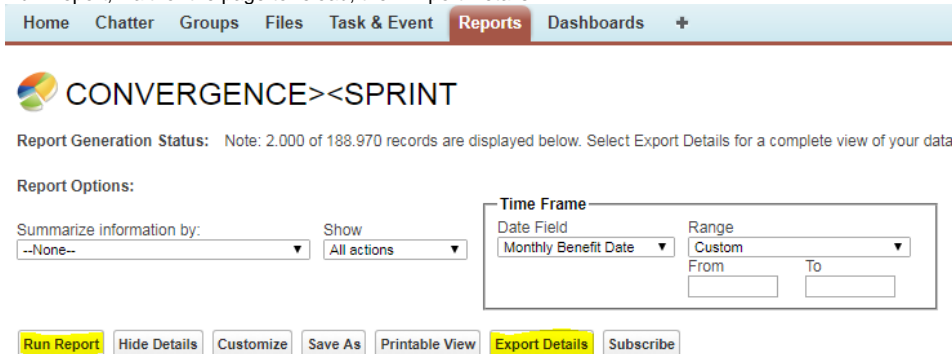 Home Chatter Groups Files Task & Event Reports Dashboards +
CONVERGENCE><SPRINT
Report Generation Status: Note: 2.000 of 188.970 records are displayed below. Select Export Details for a complete view of your data
Report Options:
Time Frame
Summarize information by: Show Date Field Range
--None-- All actions Monthly Benefit Date Custom
From To
Run Report Hide Details Customize Save As Printable View Export Details Subscribe